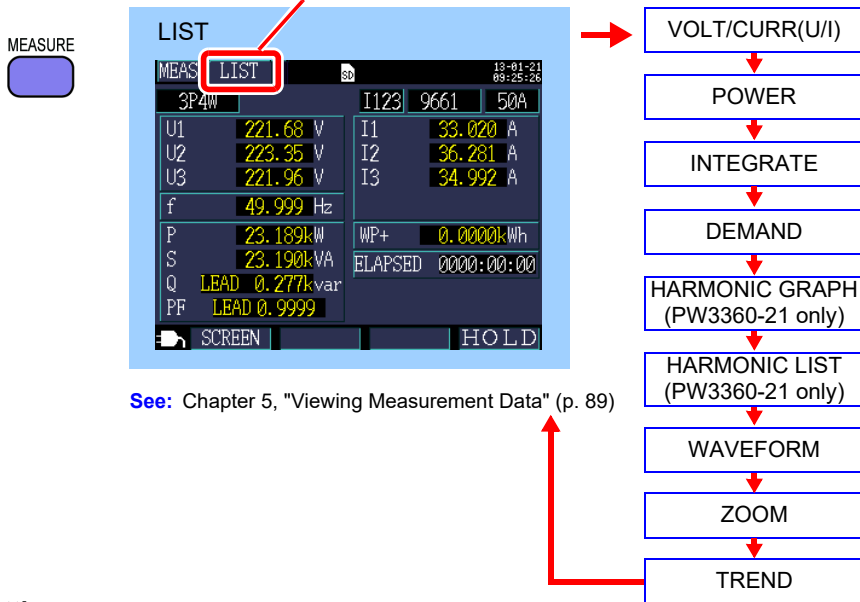 MEASURE
LIST
MEAS LIST SD 13-01-21
09:25:26
3P4W I123 9661 50A
U1 221.68 V I1 33.020 A
U2 223.35 V I2 36.281 A
U3 221.96 V I3 34.992 A
f 49.999 Hz
P 23.189kW WP+ 0.0000kWh
S 23.190kVA ELAPSED 0000:00:00
Q LEAD 0.277kvar
PF LEAD 0.9999
SCREEN HOLD
See: Chapter 5, "Viewing Measurement Data" (p. 89)
VOLT/CURR(U/I)
POWER
INTEGRATE
DEMAND
HARMONIC GRAPH
(PW3360-21 only)
HARMONIC LIST
(PW3360-21 only)
WAVEFORM
ZOOM
TREND